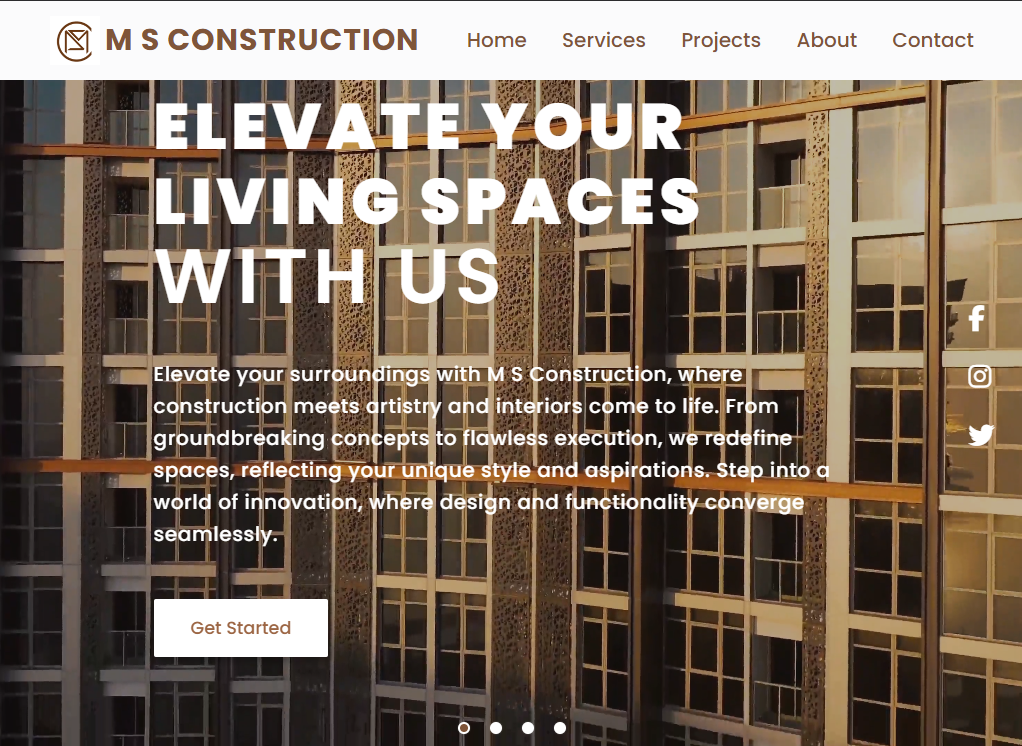 M S CONSTRUCTION
Home Services Projects About Contact
ELEVATE YOUR
LIVING SPACES
WITH US
Elevate your surroundings with M S Construction, where
construction meets artistry and interiors come to life. From
groundbreaking concepts to flawless execution, we redefine
spaces, reflecting your unique style and aspirations. Step into a
world of innovation, where design and functionality converge
seamlessly.
Get Started